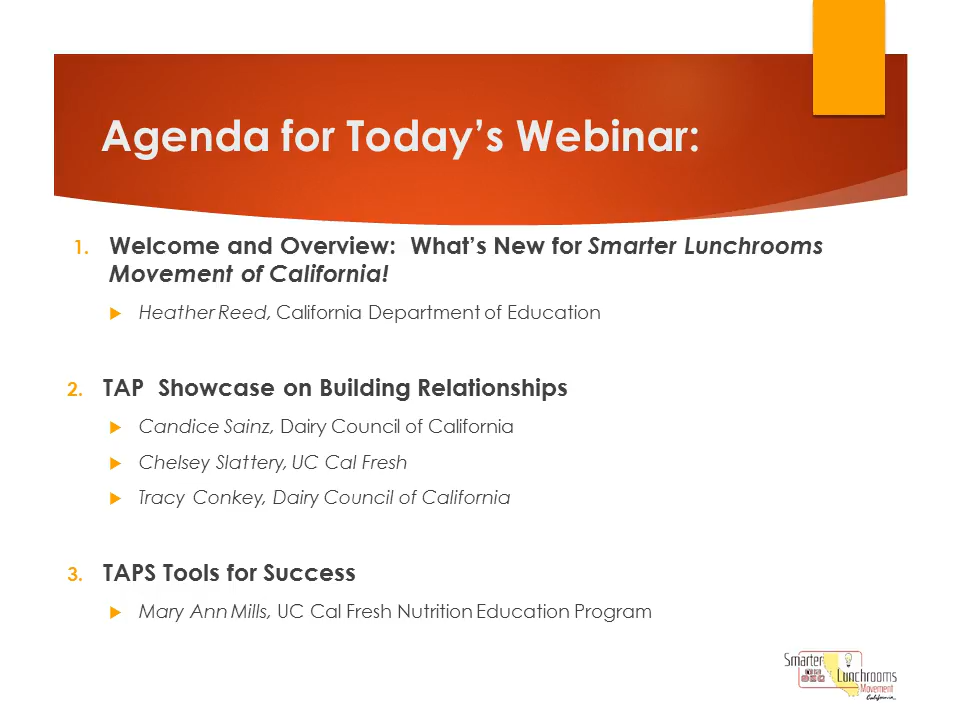 Agenda for Today’s Webinar:
1. Welcome and Overview:  What’s New for Smarter Lunchrooms
Movement of California!
Heather Reed, California Department of Education
2. TAP  Showcase on Building Relationships
Candice Sainz, Dairy Council of California
Chelsey Slattery, UC Cal Fresh
Tracy Conkey, Dairy Council of California
3. TAPS Tools for Success
Mary Ann Mills, UC Cal Fresh Nutrition Education Program
Smarter
Lunchrooms
Movement
California